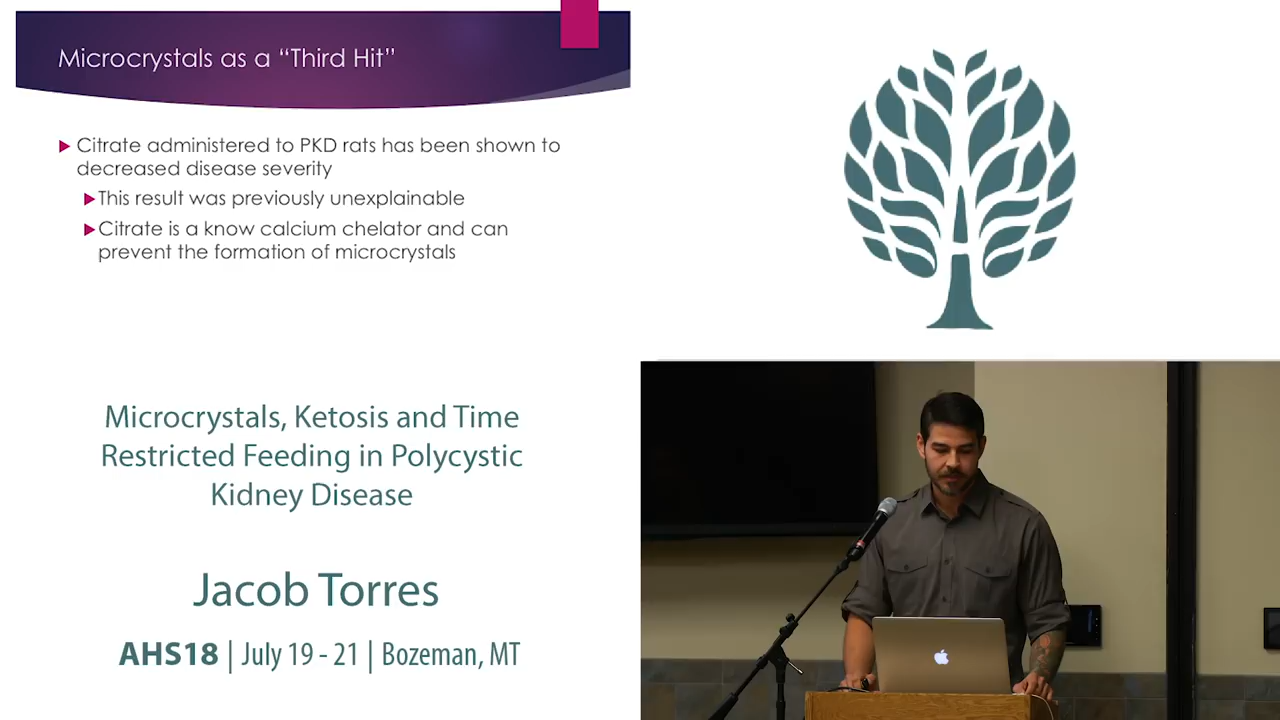 Microcrystals as a “Third Hit”
Citrate administered to PKD rats has been shown to
decreased disease severity
This result was previously unexplainable
Citrate is a know calcium chelator and can
prevent the formation of microcrystals
Microcrystals, Ketosis and Time
Restricted Feeding in Polycystic
Kidney Disease
Jacob Torres
AHS18 | July 19 - 21 | Bozeman, MT